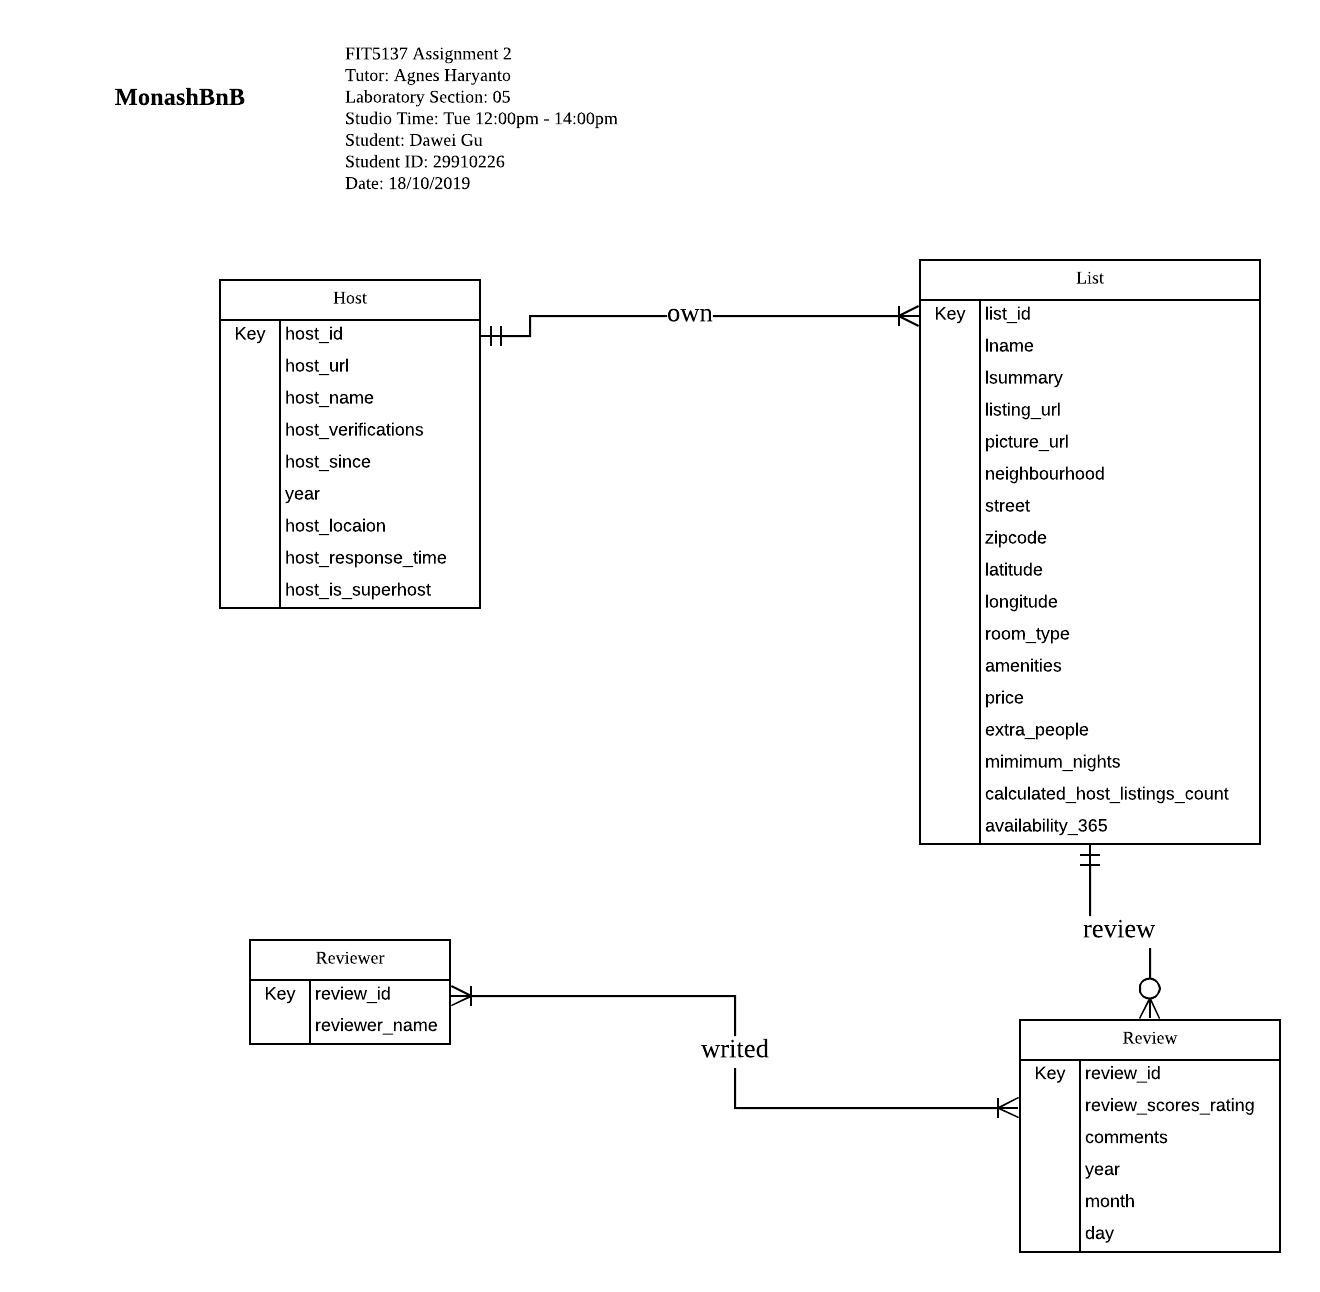 MonashBnB
FIT5137 Assignment 2
Tutor: Agnes Haryanto
Laboratory Section: 05
Studio Time: Tue 12:00pm - 14:00pm
Student: Dawei Gu
Student ID: 29910226
Date: 18/10/2019
Host
Key host_id
host_url
host_name
host_verifications
host_since
year
host_locaion
host_response_time
host_is_superhost
own
List
Key list_id
lname
lsummary
listing_url
picture_url
neighbourhood
street
zipcode
latitude
longitude
room_type
amenities
price
extra_people
mimimum_nights
calculated_host_listings_count
availability_365
review
Reviewer
Key review_id
reviewer_name
writed
Review
Key review_id
review_scores_rating
comments
year
month
day